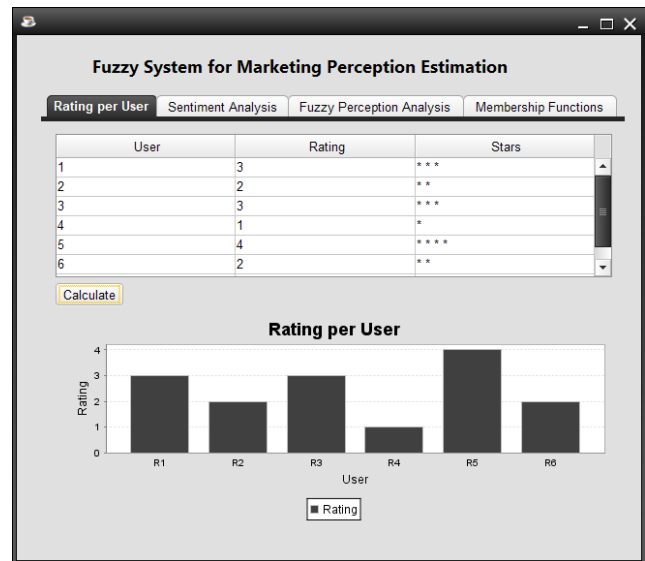 Fuzzy System for Marketing Perception Estimation
Rating per User Sentiment Analysis Fuzzy Perception Analysis Membership Functions
User Rating Stars
1 3 * * *
2 2 * *
3 3 * * *
4 1 *
5 4 * * * *
6 2 * *
Calculate
Rating per User
4
3
2
1
0
Rating
R1 R2 R3 R4 R5 R6
User
Rating